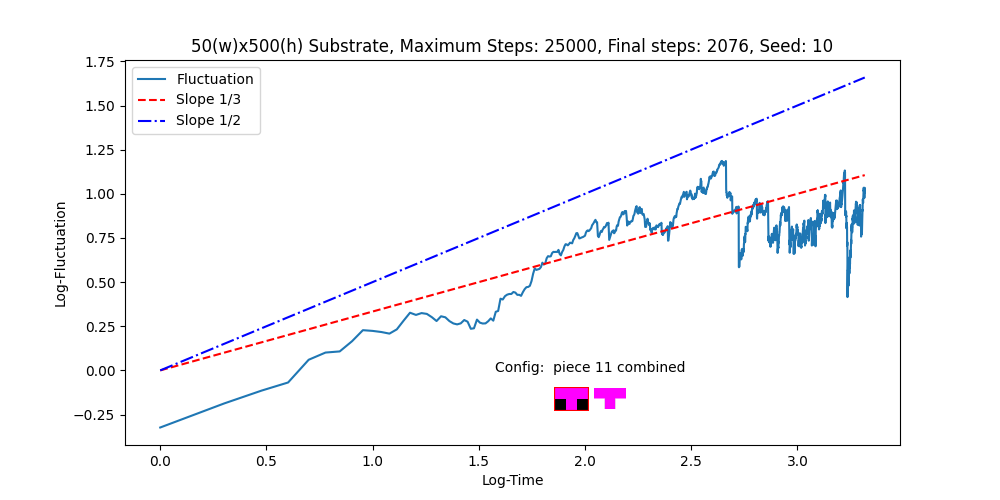 50(w)x500(h) Substrate, Maximum Steps: 25000, Final steps: 2076, Seed: 10
1.75
1.50
1.25
1.00
0.75
0.50
0.25
0.00
−0.25
Log-Fluctuation
Fluctuation
Slope 1/3
Slope 1/2
Config:  piece 11 combined
0.0 0.5 1.0 1.5 2.0 2.5 3.0
Log-Time